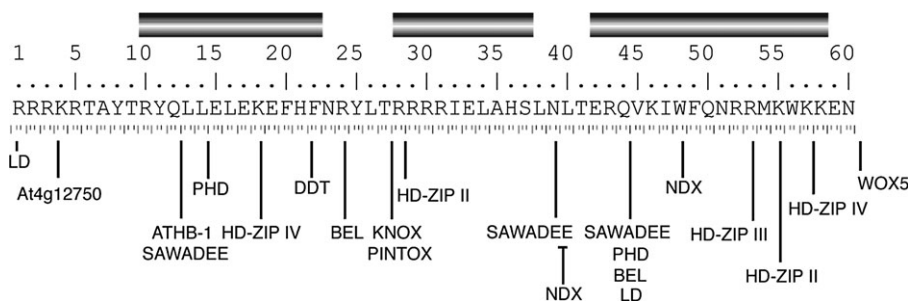 1 5 10 15 20 25 30 35 40 45 50 55 60
RRRKRTAYTRYQLLELEKEFHFNRYLTRRRRIELAHSLNLTERQVKIWFQNRRMKWKKEN
LD
At4g12750
PHD
DDT
HD-ZIP II
NDX
WOX5
HD-ZIP IV
ATHB-1 HD-ZIP IV BEL KNOX SAWADEE SAWADEE HD-ZIP III
SAWADEE PINTOX PHD HD-ZIP II
BEL
NDX LD